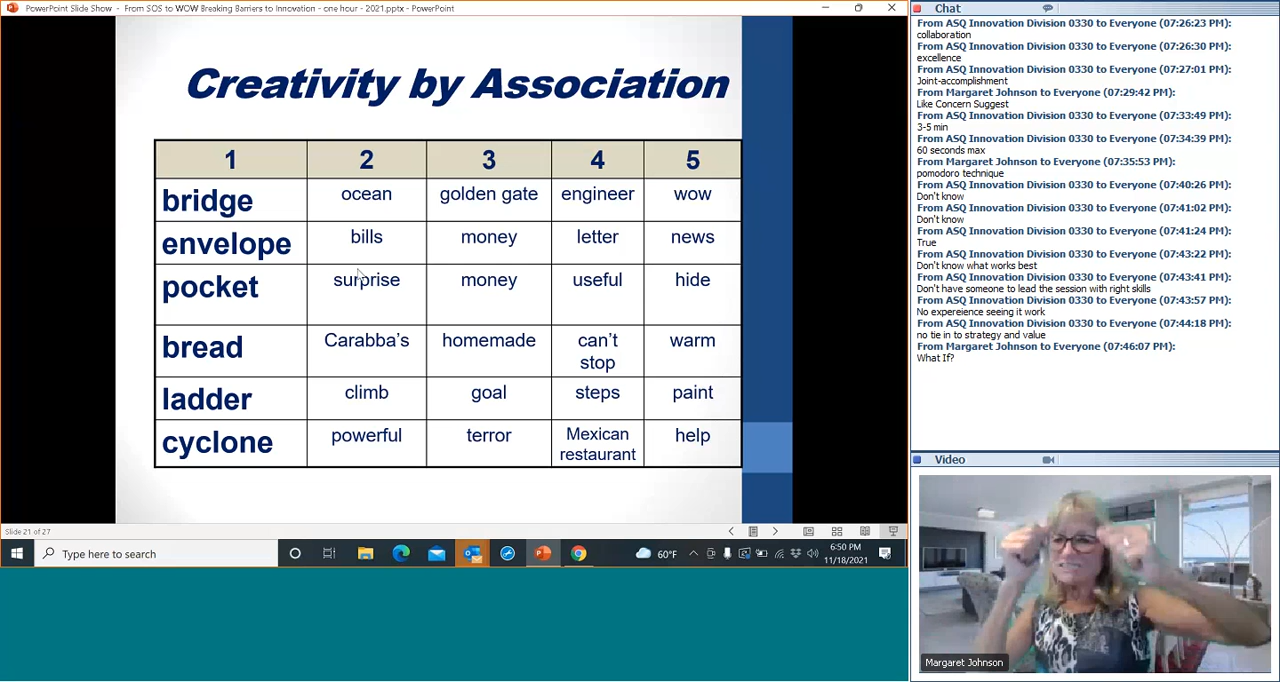 PowerPoint Slide Show - From SOS to WOW Breaking Barriers to Innovation - one hour - 2021.pptx - PowerPoint
Creativity by Association
1 2 3 4 5
bridge ocean golden gate engineer wow
envelope bills money letter news
pocket surprise money useful hide
bread Carabba's homemade can't stop warm
ladder climb goal steps paint
cyclone powerful terror Mexican restaurant help
Slide 21 of 27
Type here to search
60°F
6:50 PM
11/18/2021
Chat
From ASQ Innovation Division 0330 to Everyone (07:26:23 PM):
collaboration
From ASQ Innovation Division 0330 to Everyone (07:26:30 PM):
excellence
From ASQ Innovation Division 0330 to Everyone (07:27:01 PM):
Joint-accomplishment
From Margaret Johnson to Everyone (07:29:42 PM):
Like Concern Suggest
From ASQ Innovation Division 0330 to Everyone (07:33:49 PM):
3-5 min
From ASQ Innovation Division 0330 to Everyone (07:34:39 PM):
60 seconds max
From Margaret Johnson to Everyone (07:35:53 PM):
pomodoro technique
From ASQ Innovation Division 0330 to Everyone (07:40:26 PM):
Don't know
From ASQ Innovation Division 0330 to Everyone (07:41:02 PM):
Don't know
From ASQ Innovation Division 0330 to Everyone (07:41:24 PM):
True
From ASQ Innovation Division 0330 to Everyone (07:43:22 PM):
Don't know what works best
From ASQ Innovation Division 0330 to Everyone (07:43:41 PM):
Don't have someone to lead the session with right skills
From ASQ Innovation Division 0330 to Everyone (07:43:57 PM):
No expereience seeing it work
From ASQ Innovation Division 0330 to Everyone (07:44:18 PM):
no tie in to strategy and value
From Margaret Johnson to Everyone (07:46:07 PM):
What If?
Video
Margaret Johnson